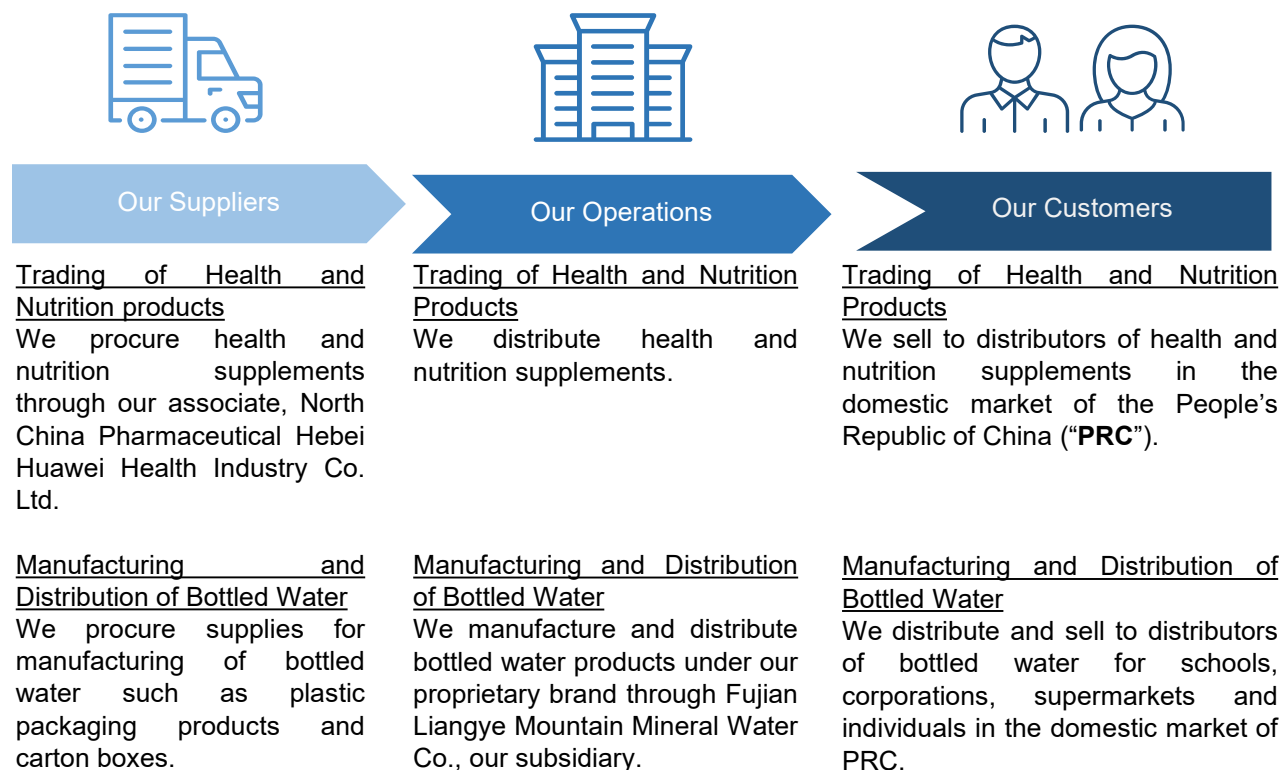 Our Suppliers
Our Operations
Our Customers
Trading of Health and
Nutrition products
We procure health and
nutrition supplements
through our associate, North
China Pharmaceutical Hebei
Huawei Health Industry Co.
Ltd.
Manufacturing and
Distribution of Bottled Water
We procure supplies for
manufacturing of bottled
water such as plastic
packaging products and
carton boxes.
Trading of Health and Nutrition
Products
We distribute health and
nutrition supplements.
Manufacturing and Distribution
of Bottled Water
We manufacture and distribute
bottled water products under our
proprietary brand through Fujian
Liangye Mountain Mineral Water
Co., our subsidiary.
Trading of Health and Nutrition
Products
We sell to distributors of health and
nutrition supplements in the
domestic market of the People’s
Republic of China (“PRC”).
Manufacturing and Distribution of
Bottled Water
We distribute and sell to distributors
of bottled water for schools,
corporations, supermarkets and
individuals in the domestic market of
PRC.